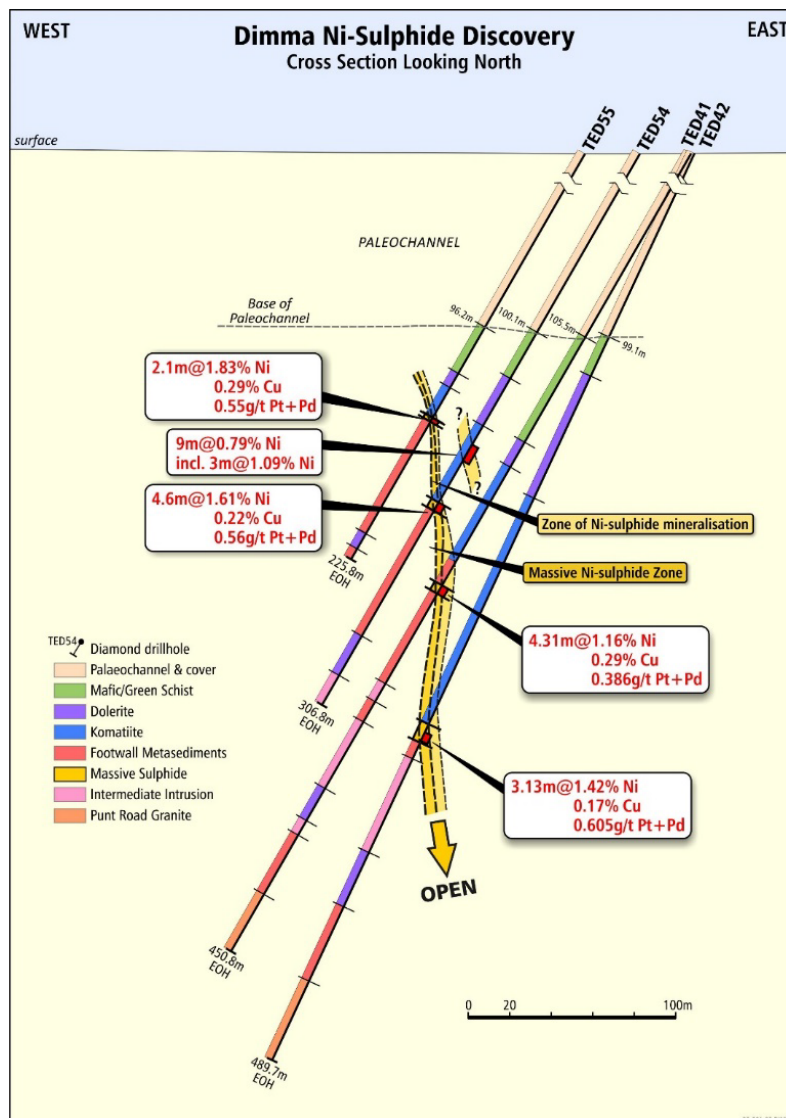 WEST
Dimma Ni-Sulphide Discovery
Cross Section Looking North
EAST
surface
TED55
TED54
TED41
TED42
PALEOCHANNEL
Base of
Paleochannel
96.2m
100.1m
105.5m
99.1m
2.1m@1.83% Ni
0.29% Cu
0.55g/t Pt+Pd
9m@0.79% Ni
incl. 3m@1.09% Ni
4.6m@1.61% Ni
0.22% Cu
0.56g/t Pt+Pd
?
?
Zone of Ni-sulphide mineralisation
Massive Ni-sulphide Zone
225.8m
EOH
4.31m@1.16% Ni
0.29% Cu
0.386g/t Pt+Pd
306.8m
EOH
3.13m@1.42% Ni
0.17% Cu
0.605g/t Pt+Pd
TED54
Diamond drillhole
Palaeochannel & cover
Mafic/Green Schist
Dolerite
Komatiite
Footwall Metasediments
Massive Sulphide
Intermediate Intrusion
Punt Road Granite
OPEN
450.8m
EOH
489.7m
EOH
0 20 100m